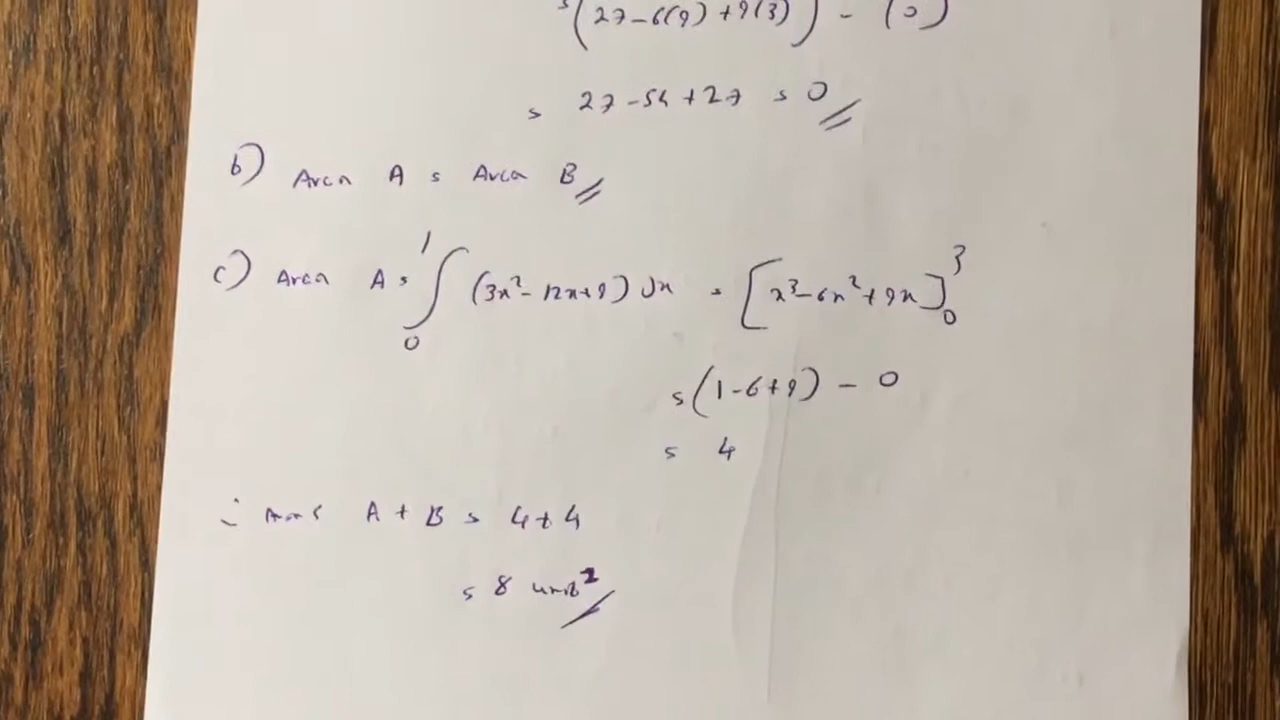 = (27-6(9) +9(3)) - (0)
= 27-54+27 = 0
b) Area A = Area B
c) Area A = ∫₀¹ (3x²- 12x+9) dx = [x³-6x²+9x]₀³
= (1-6+9) - 0
= 4
∴ A + B = 4+4
= 8 units²